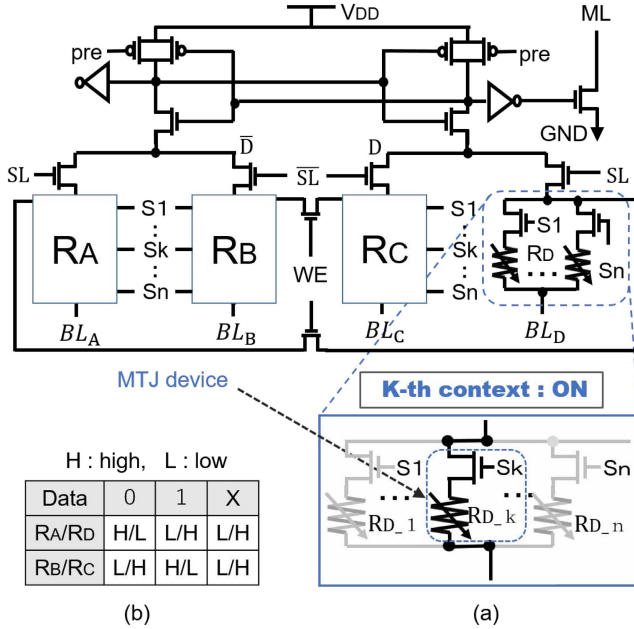 VDD
ML
pre
pre
GND
D̅
D
SL
S̅L̅
SL
RA
RB
RC
S1
S1
S1
RD
Sk
Sk
Sn
Sn
Sn
WE
BLA
BLB
BLC
BLD
MTJ device
K-th context : ON
S1
Sk
Sn
RD_1
RD_k
RD_n
H : high, L : low
Data 0 1 X
RA/RD H/L L/H L/H
RB/RC L/H H/L L/H
(b)
(a)